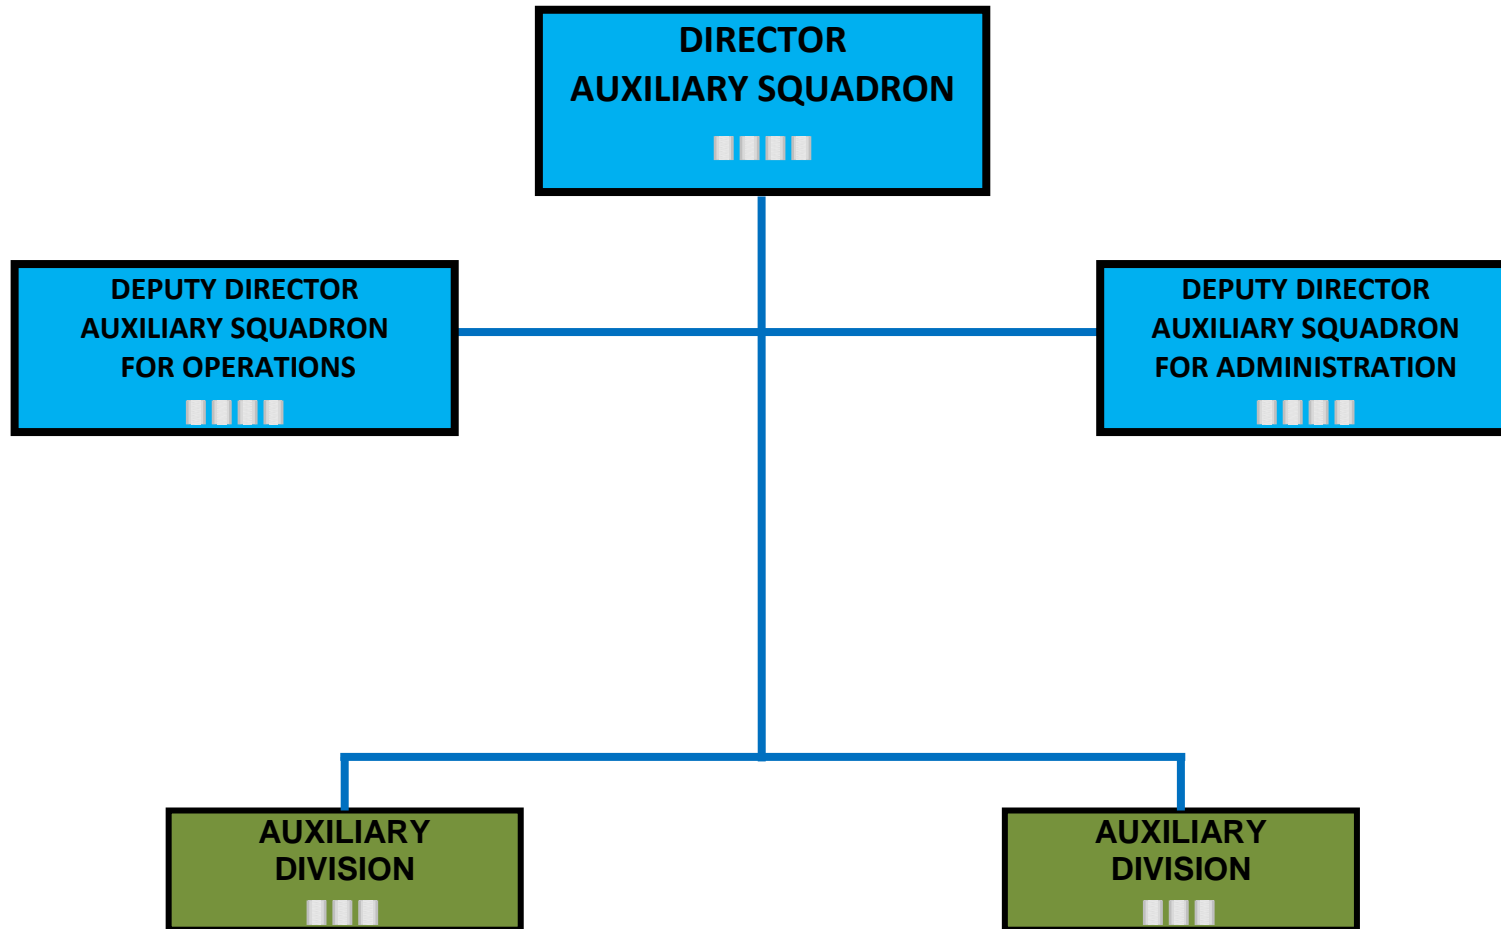 DIRECTOR
AUXILIARY SQUADRON
DEPUTY DIRECTOR
AUXILIARY SQUADRON
FOR OPERATIONS
DEPUTY DIRECTOR
AUXILIARY SQUADRON
FOR ADMINISTRATION
AUXILIARY
DIVISION
AUXILIARY
DIVISION